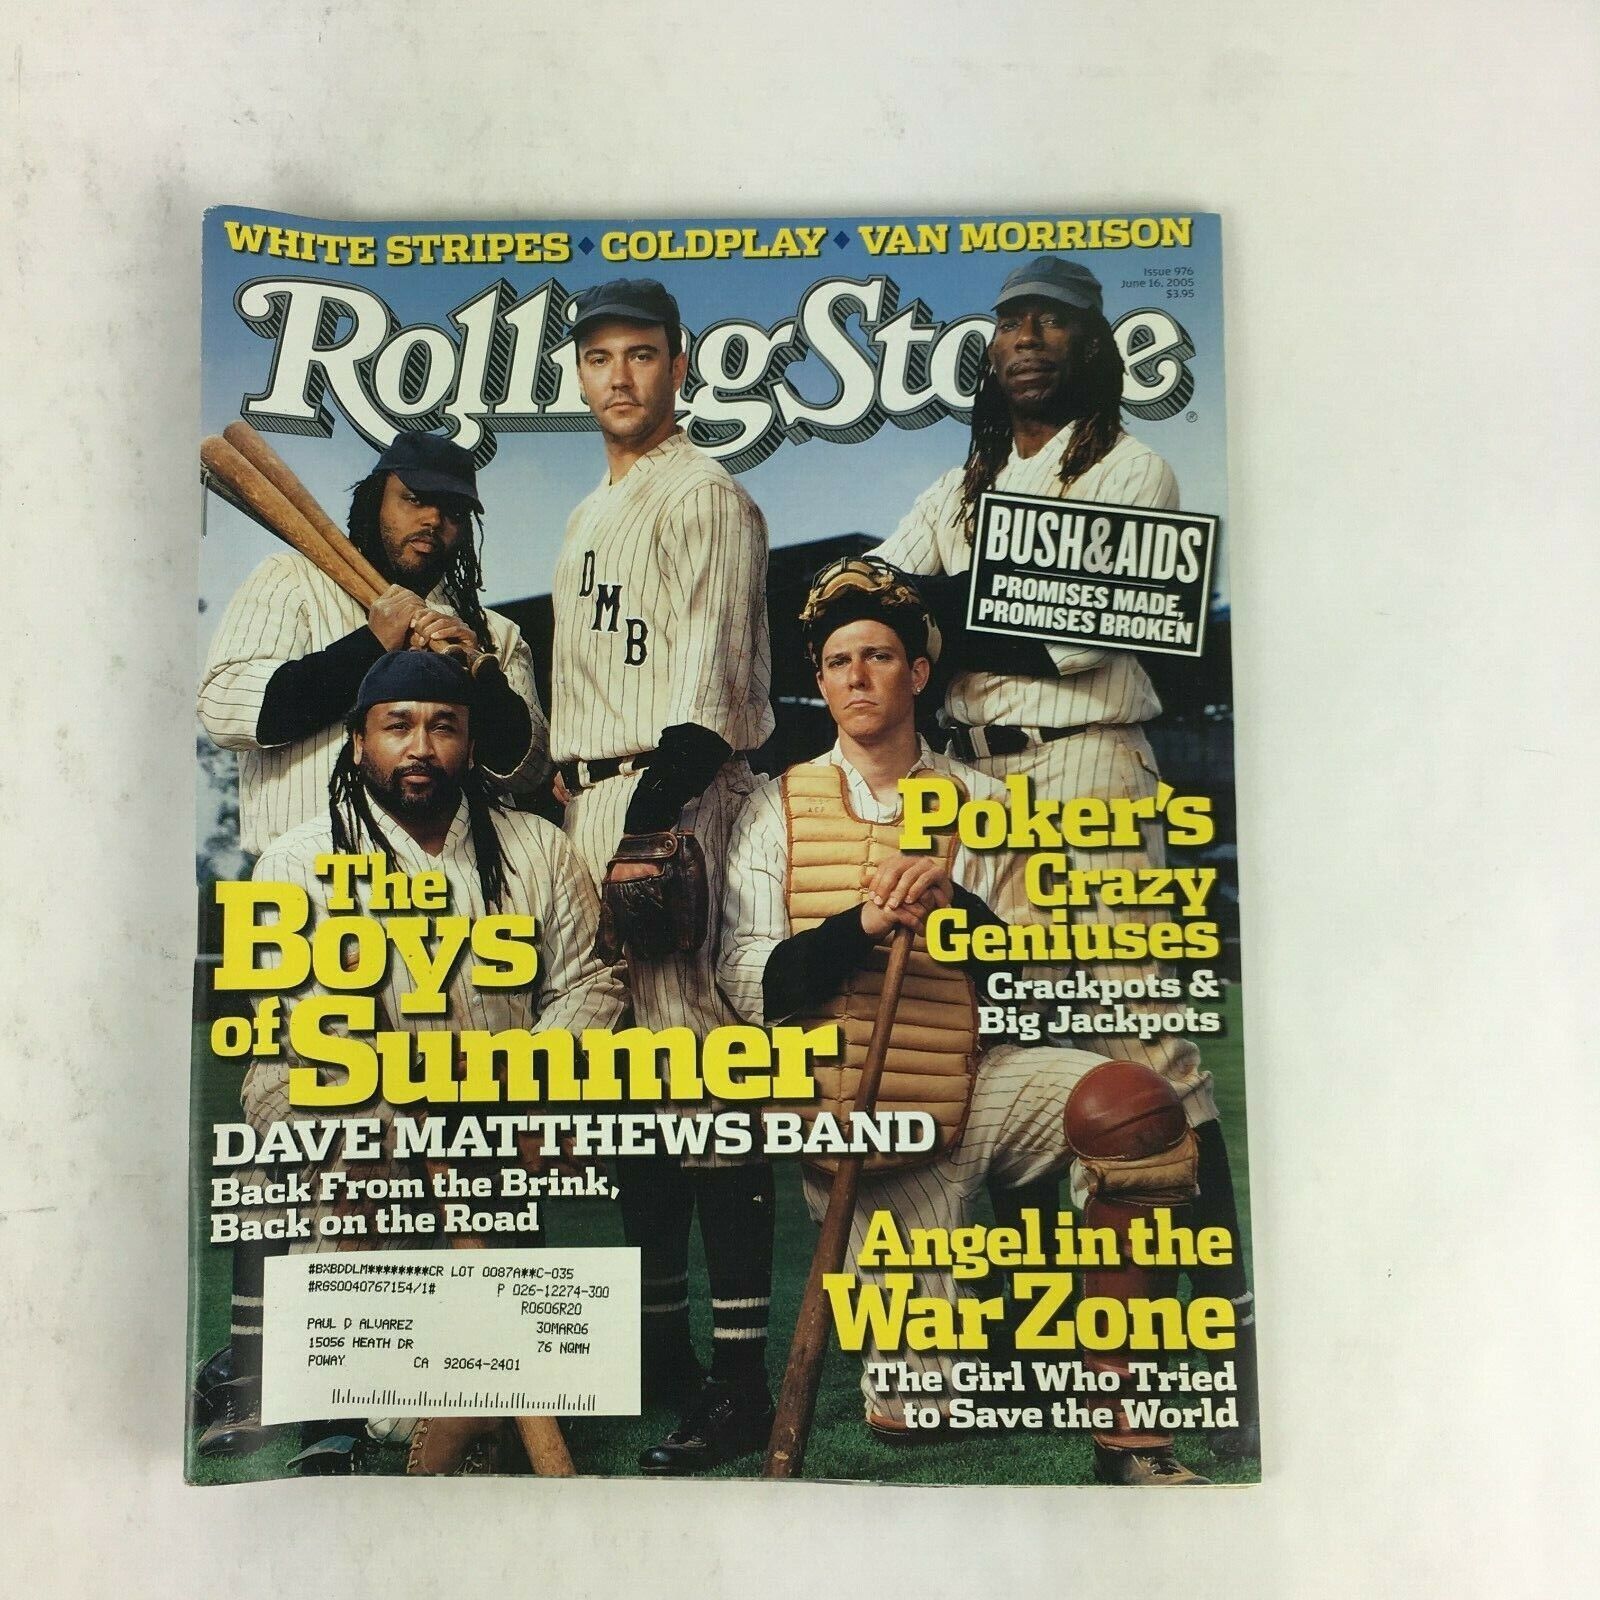 WHITE STRIPES ◆ COLDPLAY ◆ VAN MORRISON
Issue 976
June 16, 2005
$3.95
RollingStone
®
BUSH&AIDS
PROMISES MADE,
PROMISES BROKEN
D
M
B
Poker's
Crazy
Geniuses
Crackpots &
Big Jackpots
The
Boys
of Summer
DAVE MATTHEWS BAND
Back From the Brink,
Back on the Road
Angel in the
War Zone
The Girl Who Tried
to Save the World
#BXBDDLM********CR LOT 0087A**C-035
#RGS0040767154/1# P 026-12274-300
R0606R20
PAUL D ALVAREZ 30MAR06
15056 HEATH DR 76 NQMH
POWAY CA 92064-2401